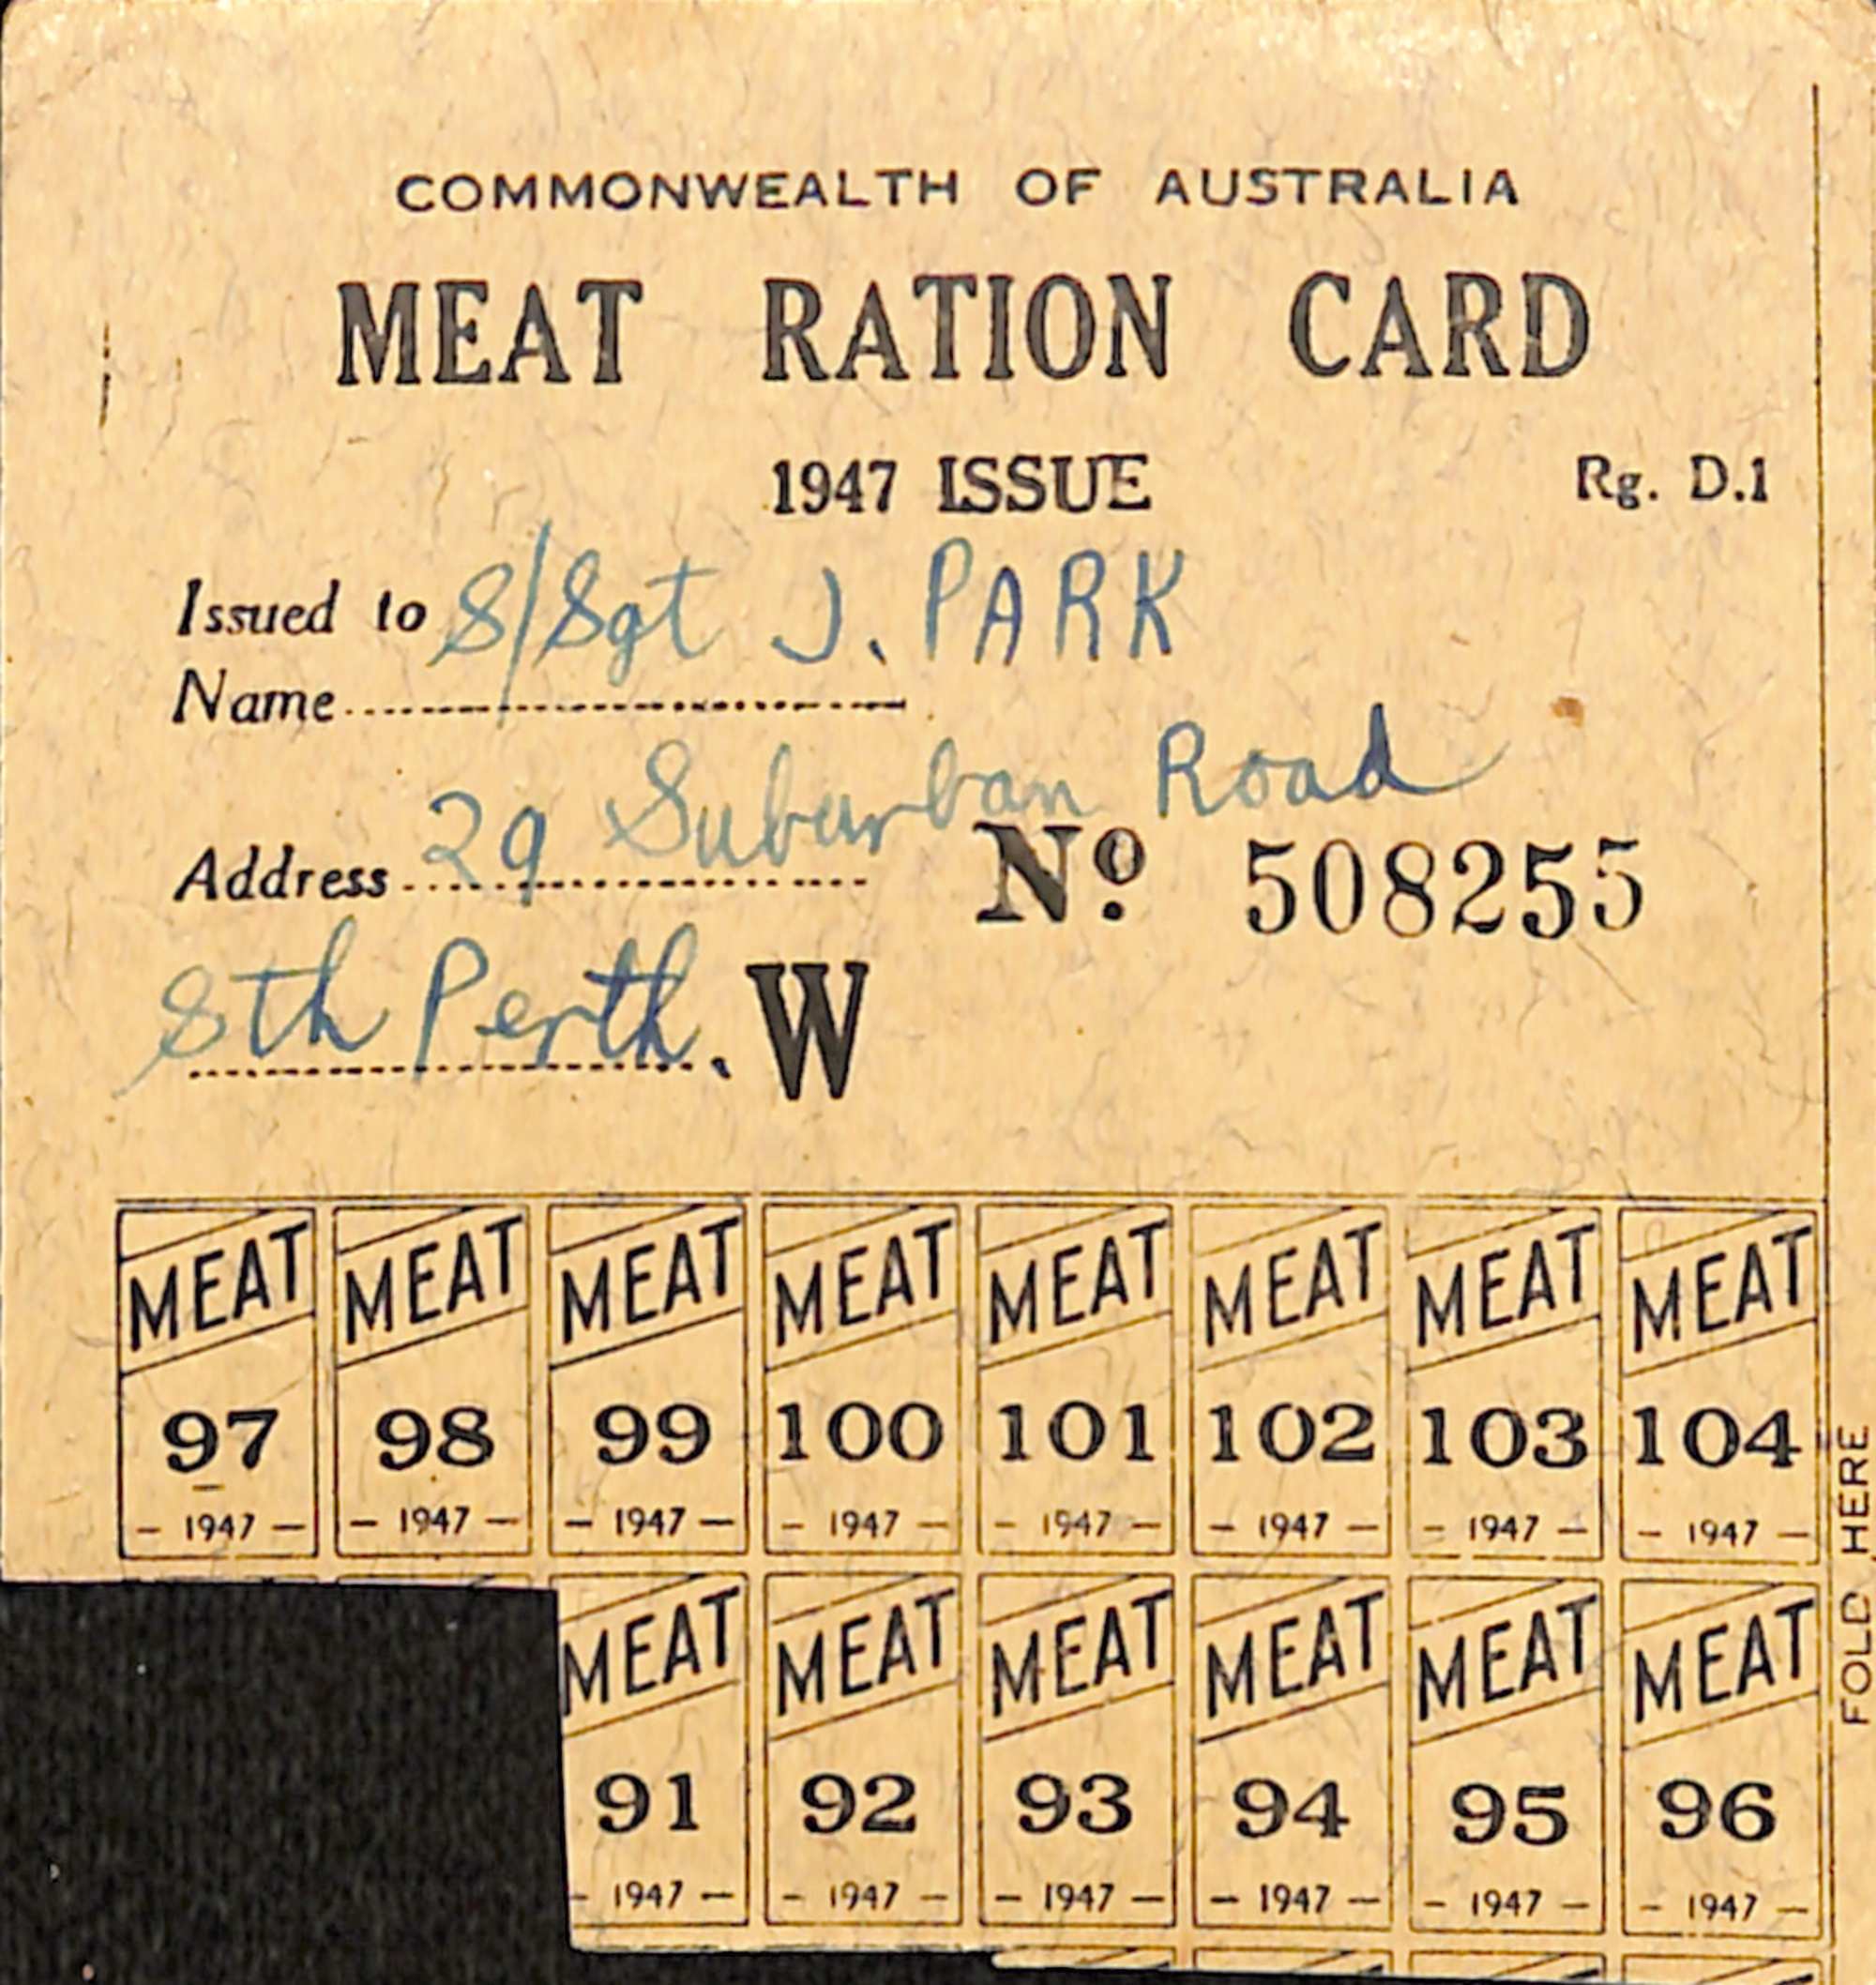 COMMONWEALTH OF AUSTRALIA
MEAT RATION CARD
1947 ISSUE Rg. D.1
Issued to S/Sgt J. PARK
Name
Address 29 Suburban Road
Nº 508255
Sth Perth. W
MEAT MEAT MEAT MEAT MEAT MEAT MEAT MEAT
97 98 99 100 101 102 103 104
– 1947 – – 1947 – – 1947 – – 1947 – – 1947 – – 1947 – – 1947 – – 1947 –
MEAT MEAT MEAT MEAT MEAT MEAT
91 92 93 94 95 96
– 1947 – – 1947 – – 1947 – – 1947 – – 1947 – – 1947 –
FOLD HERE